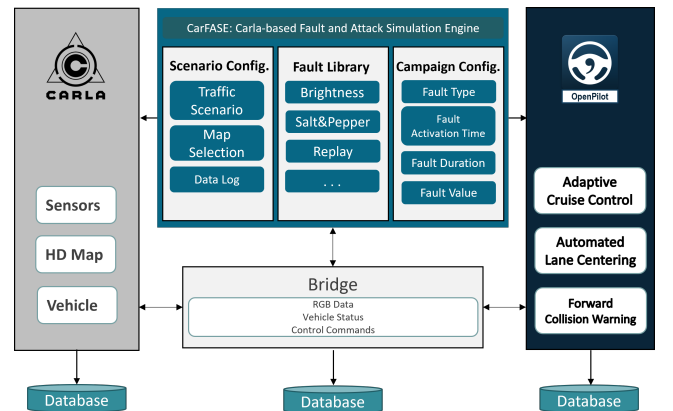 CarFASE: Carla-based Fault and Attack Simulation Engine
CARLA
Sensors
HD Map
Vehicle
Scenario Config.
Traffic
Scenario
Map
Selection
Data Log
Fault Library
Brightness
Salt&Pepper
Replay
. . .
Campaign Config.
Fault Type
Fault
Activation Time
Fault Duration
Fault Value
OpenPilot
Adaptive
Cruise Control
Automated
Lane Centering
Forward
Collision Warning
Bridge
RGB Data
Vehicle Status
Control Commands
Database
Database
Database